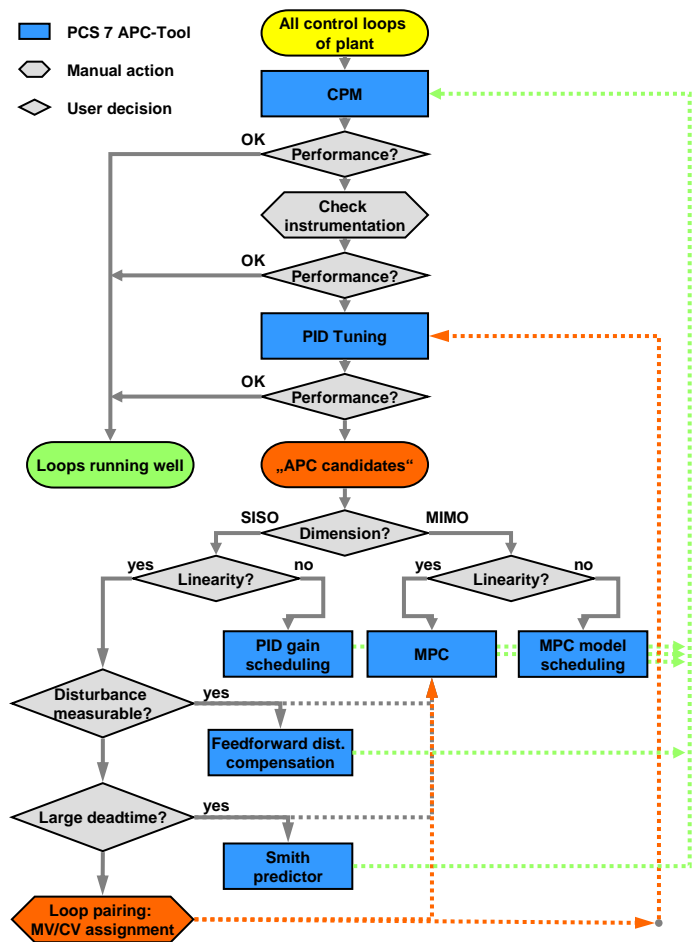 All control loops
of plant
PCS 7 APC-Tool
Manual action
User decision
CPM
OK
Performance?
Check
instrumentation
OK
Performance?
PID Tuning
OK
Performance?
Loops running well
„APC candidates“
SISO
Dimension?
MIMO
yes
Linearity?
no
yes
Linearity?
no
PID gain
scheduling
MPC
MPC model
scheduling
Disturbance
measurable?
yes
Feedforward dist.
compensation
Large deadtime?
yes
Smith
predictor
Loop pairing:
MV/CV assignment